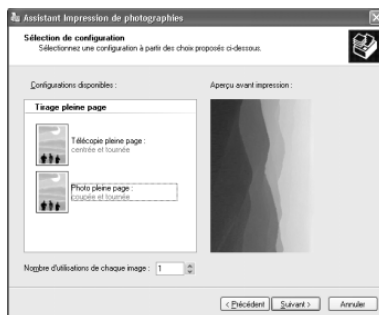 Assistant Impression de photographies
Sélection de configuration
Sélectionnez une configuration à partir des choix proposés ci-dessous.
Configurations disponibles :
Aperçu avant impression :
Tirage pleine page
Télécopie pleine page :
centrée et tournée
Photo pleine page :
coupée et tournée
Nombre d'utilisations de chaque image : 1
< Précédent
Suivant >
Annuler